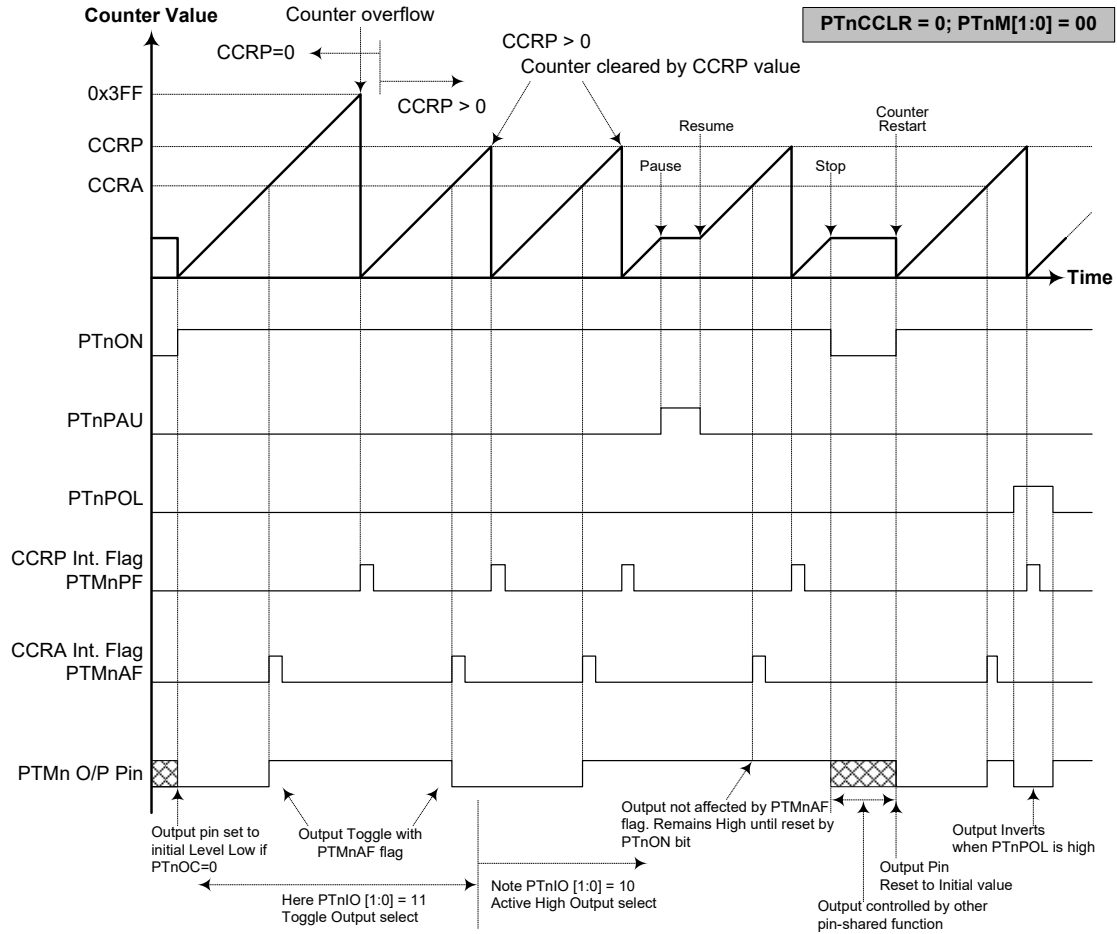 Counter Value
Counter overflow
PTnCCLR = 0; PTnM[1:0] = 00
CCRP=0
CCRP > 0
CCRP > 0
Counter cleared by CCRP value
0x3FF
CCRP
CCRA
Pause
Resume
Stop
Counter
Restart
Time
PTnON
PTnPAU
PTnPOL
CCRP Int. Flag
PTMnPF
CCRA Int. Flag
PTMnAF
PTMn O/P Pin
Output pin set to
initial Level Low if
PTnOC=0
Output Toggle with
PTMnAF flag
Output not affected by PTMnAF
flag. Remains High until reset by
PTnON bit
Output Inverts
when PTnPOL is high
Output Pin
Reset to Initial value
Here PTnIO [1:0] = 11
Toggle Output select
Note PTnIO [1:0] = 10
Active High Output select
Output controlled by other
pin-shared function